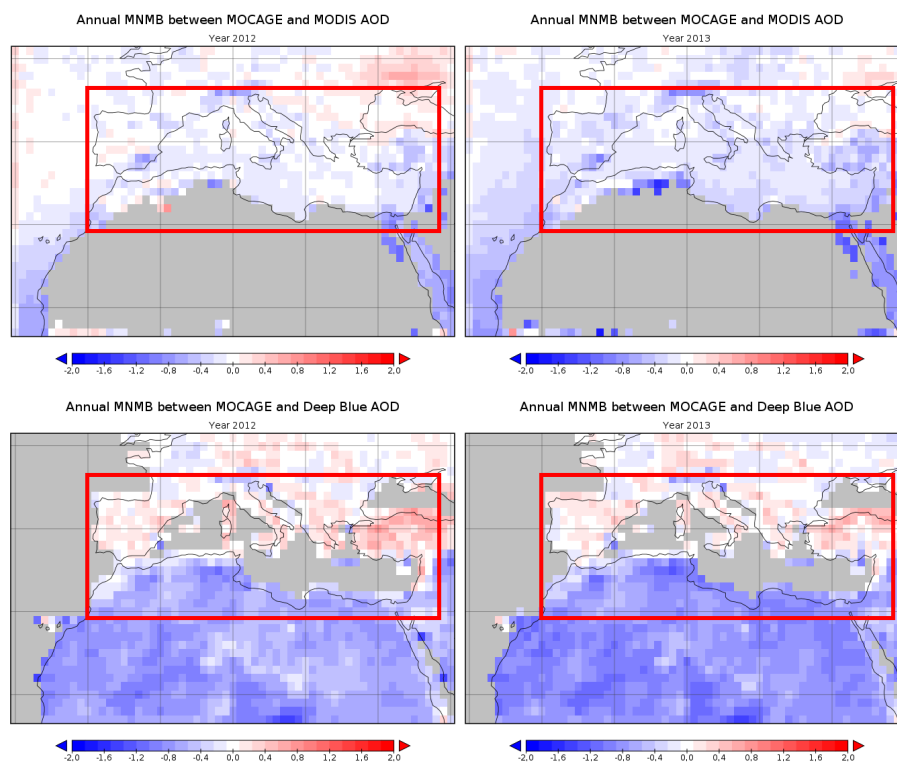 Annual MNMB between MOCAGE and MODIS AOD
Year 2012
-2.0 -1.6 -1.2 -0.8 -0.4 0.0 0.4 0.8 1.2 1.6 2.0
Annual MNMB between MOCAGE and MODIS AOD
Year 2013
-2.0 -1.6 -1.2 -0.8 -0.4 0.0 0.4 0.8 1.2 1.6 2.0
Annual MNMB between MOCAGE and Deep Blue AOD
Year 2012
-2.0 -1.6 -1.2 -0.8 -0.4 0.0 0.4 0.8 1.2 1.6 2.0
Annual MNMB between MOCAGE and Deep Blue AOD
Year 2013
-2.0 -1.6 -1.2 -0.8 -0.4 0.0 0.4 0.8 1.2 1.6 2.0